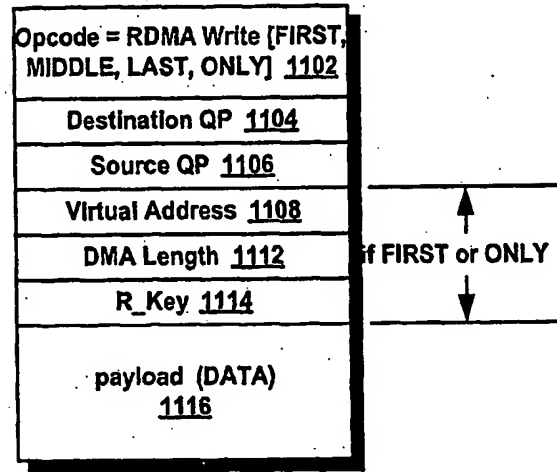 Opcode = RDMA Write [FIRST,
MIDDLE, LAST, ONLY] 1102
Destination QP 1104
Source QP 1106
Virtual Address 1108
DMA Length 1112
if FIRST or ONLY
R_Key 1114
payload (DATA)
1116